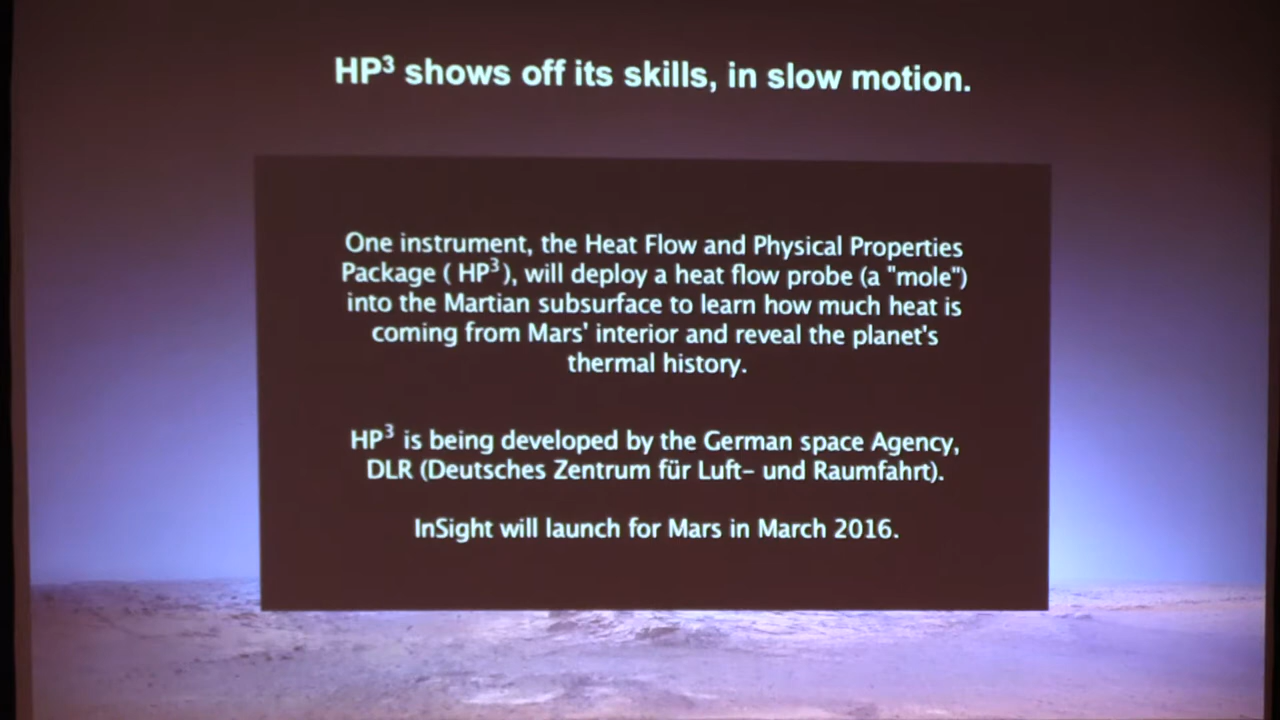 HP³ shows off its skills, in slow motion.
One instrument, the Heat Flow and Physical Properties
Package ( HP³), will deploy a heat flow probe (a "mole")
into the Martian subsurface to learn how much heat is
coming from Mars' interior and reveal the planet's
thermal history.
HP³ is being developed by the German space Agency,
DLR (Deutsches Zentrum für Luft- und Raumfahrt).
InSight will launch for Mars in March 2016.